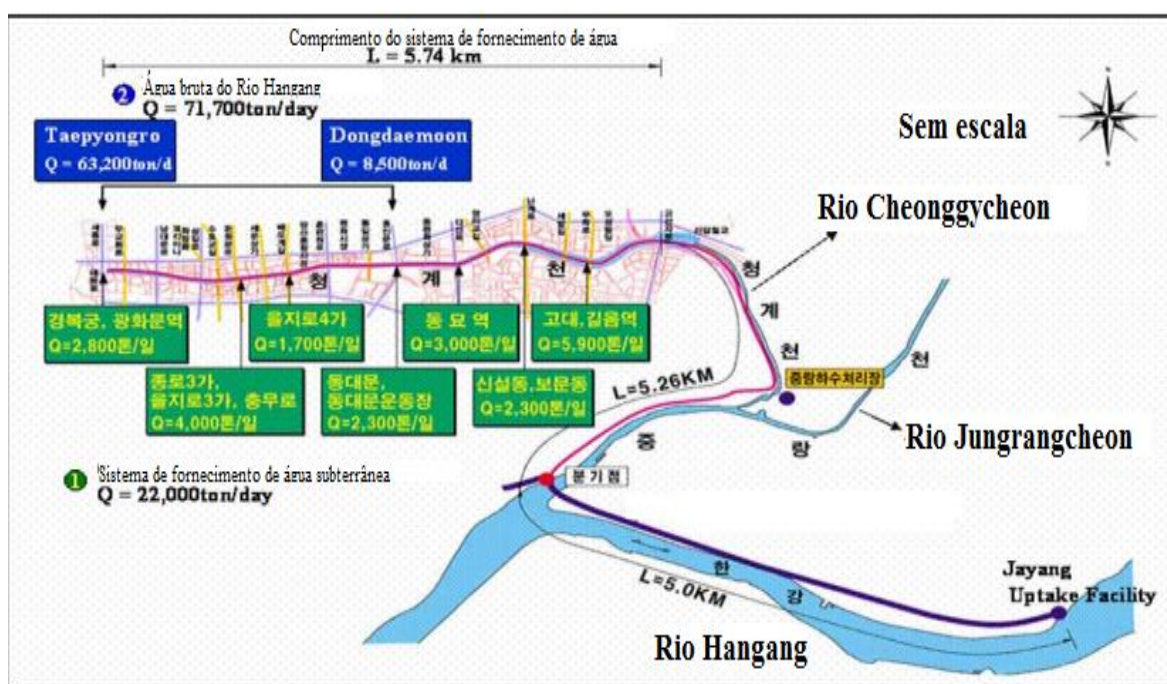 Comprimento do sistema de fornecimento de água
L = 5.74 km
2 Água bruta do Rio Hangang
Q = 71,700ton/day
Taepyongro
Q = 63,200ton/d
Dongdaemoon
Q = 8,500ton/d
Sem escala
Rio Cheonggycheon
청 계 천
청 계 천
경복궁, 광화문역
Q=2,800톤/일
을지로4가
Q=1,700톤/일
동 묘 역
Q=3,000톤/일
고대,길음역
Q=5,900톤/일
종로3가,
을지로3가, 충무로
Q=4,000톤/일
동대문,
동대문운동장
Q=2,300톤/일
신설동,보문동
Q=2,300톤/일
L=5.26KM
중랑하수처리장
중 랑 천
Rio Jungrangcheon
1 Sistema de fornecimento de água subterrânea
Q = 22,000ton/day
분기점
한 강
L=5.0KM
Jayang
Uptake Facility
Rio Hangang